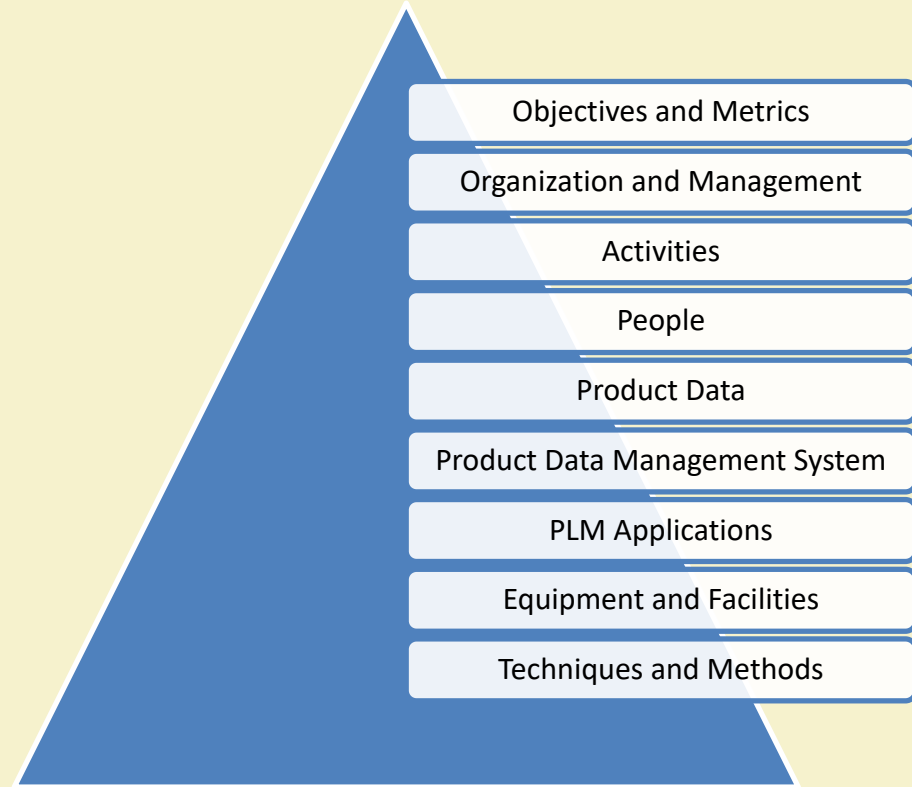 Objectives and Metrics
Organization and Management
Activities
People
Product Data
Product Data Management System
PLM Applications
Equipment and Facilities
Techniques and Methods